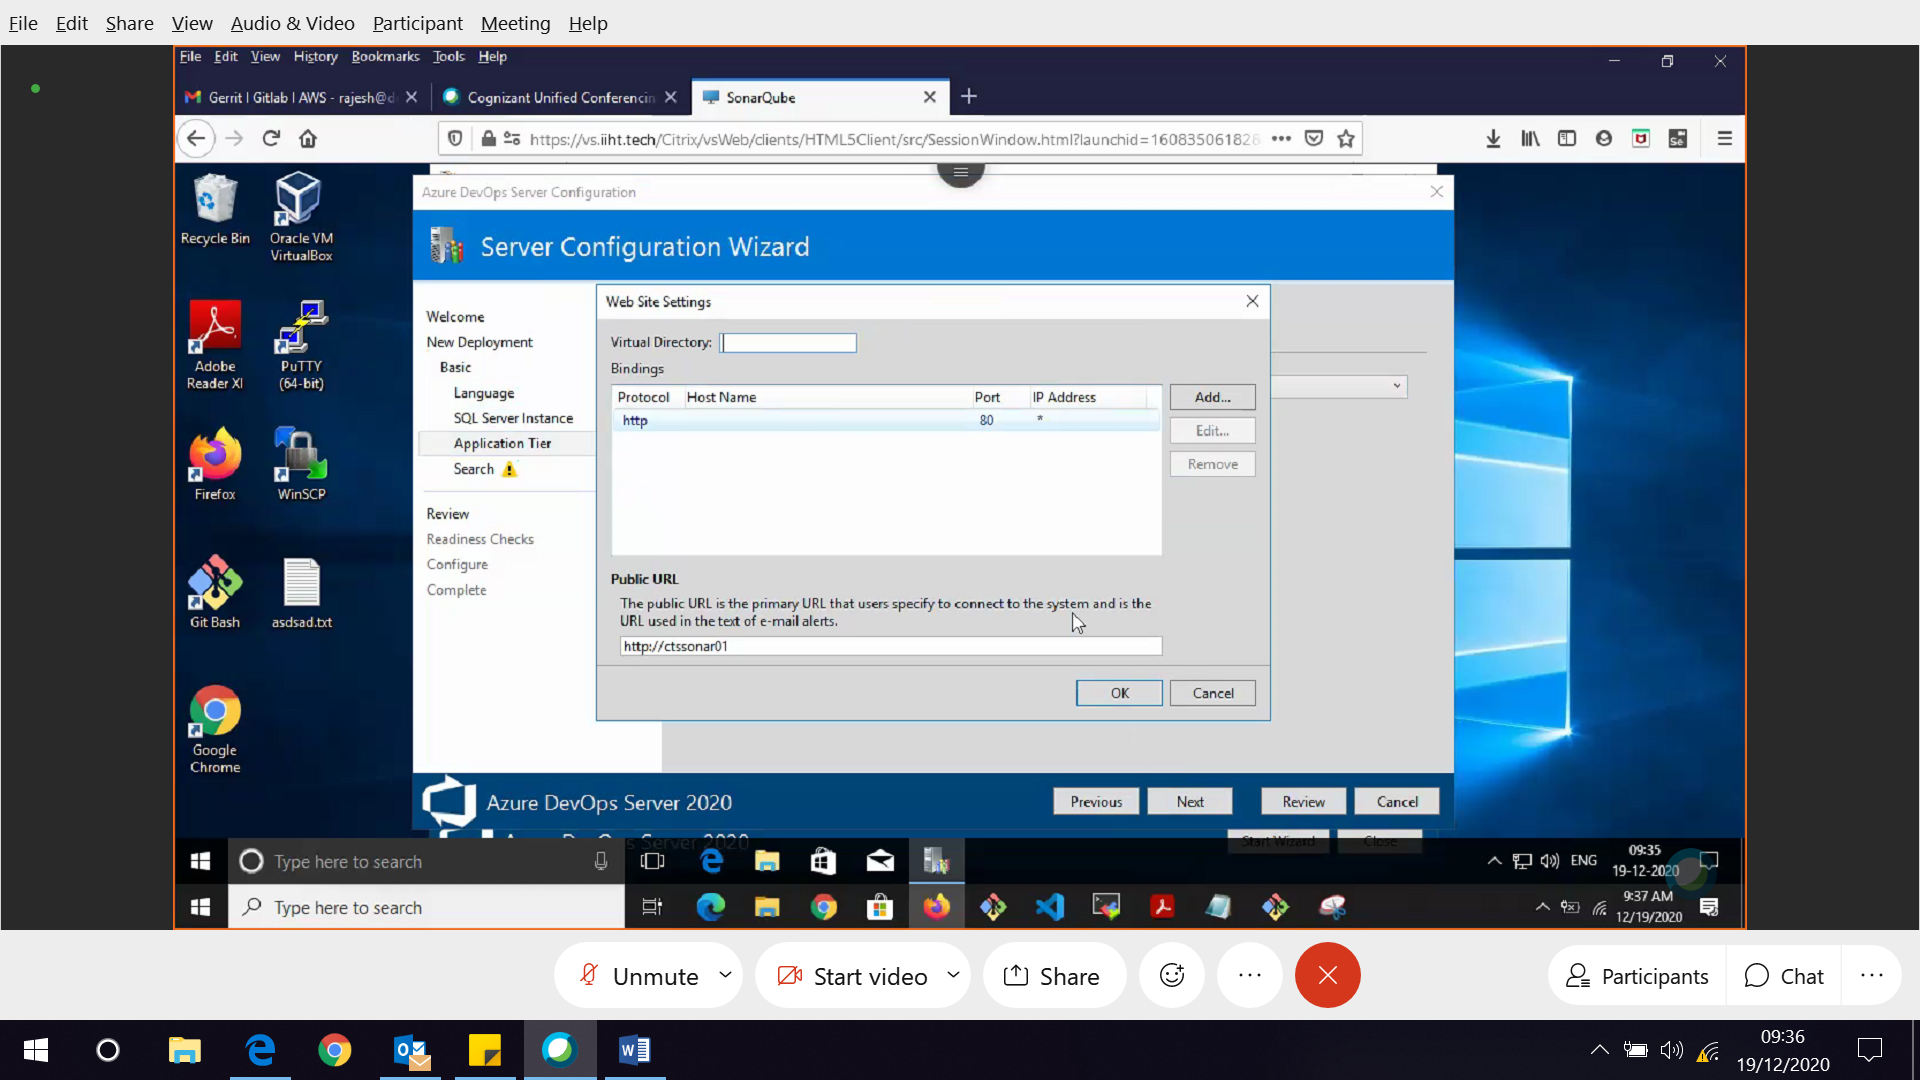 File Edit Share View Audio & Video Participant Meeting Help
File Edit View History Bookmarks Tools Help
Gerrit | Gitlab | AWS - rajesh@d
Cognizant Unified Conferencin
SonarQube
https://vs.iiht.tech/Citrix/vsWeb/clients/HTML5Client/src/SessionWindow.html?launchid=160835061828
Recycle Bin
Oracle VM
VirtualBox
Adobe
Reader XI
PuTTY
(64-bit)
Firefox
WinSCP
Git Bash
asdsad.txt
Google
Chrome
Azure DevOps Server Configuration
Server Configuration Wizard
Welcome
New Deployment
Basic
Language
SQL Server Instance
Application Tier
Search
Review
Readiness Checks
Configure
Complete
Web Site Settings
Virtual Directory:
Bindings
Protocol Host Name Port IP Address
http 80 *
Add...
Edit...
Remove
Public URL
The public URL is the primary URL that users specify to connect to the system and is the
URL used in the text of e-mail alerts.
http://ctssonar01
OK Cancel
Azure DevOps Server 2020
Previous Next Review Cancel
Start Wizard Close
Type here to search
ENG
09:35
19-12-2020
Type here to search
9:37 AM
12/19/2020
Unmute
Start video
Share
Participants
Chat
09:36
19/12/2020